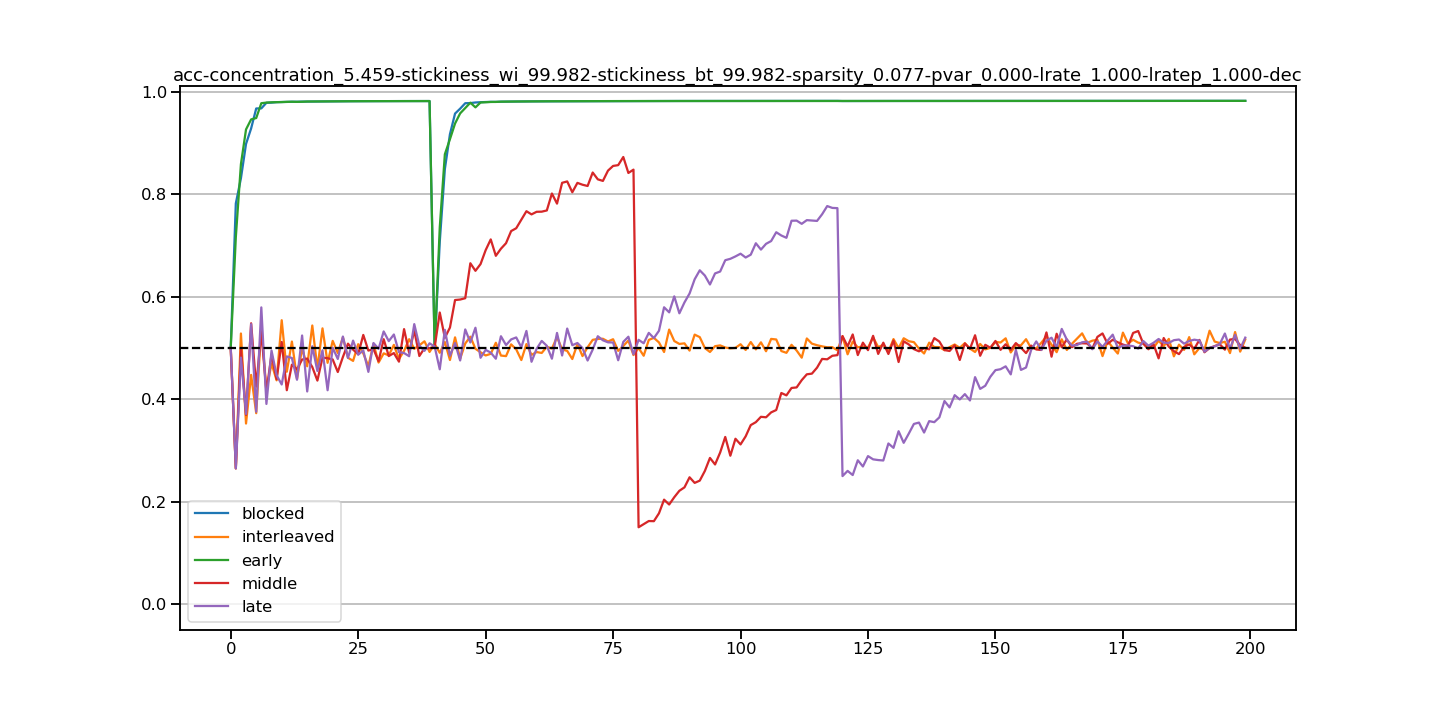 acc-concentration_5.459-stickiness_wi_99.982-stickiness_bt_99.982-sparsity_0.077-pvar_0.000-lrate_1.000-lratep_1.000-dec
1.0
0.8
0.6
0.4
0.2
0.0
blocked
interleaved
early
middle
late
0 25 50 75 100 125 150 175 200